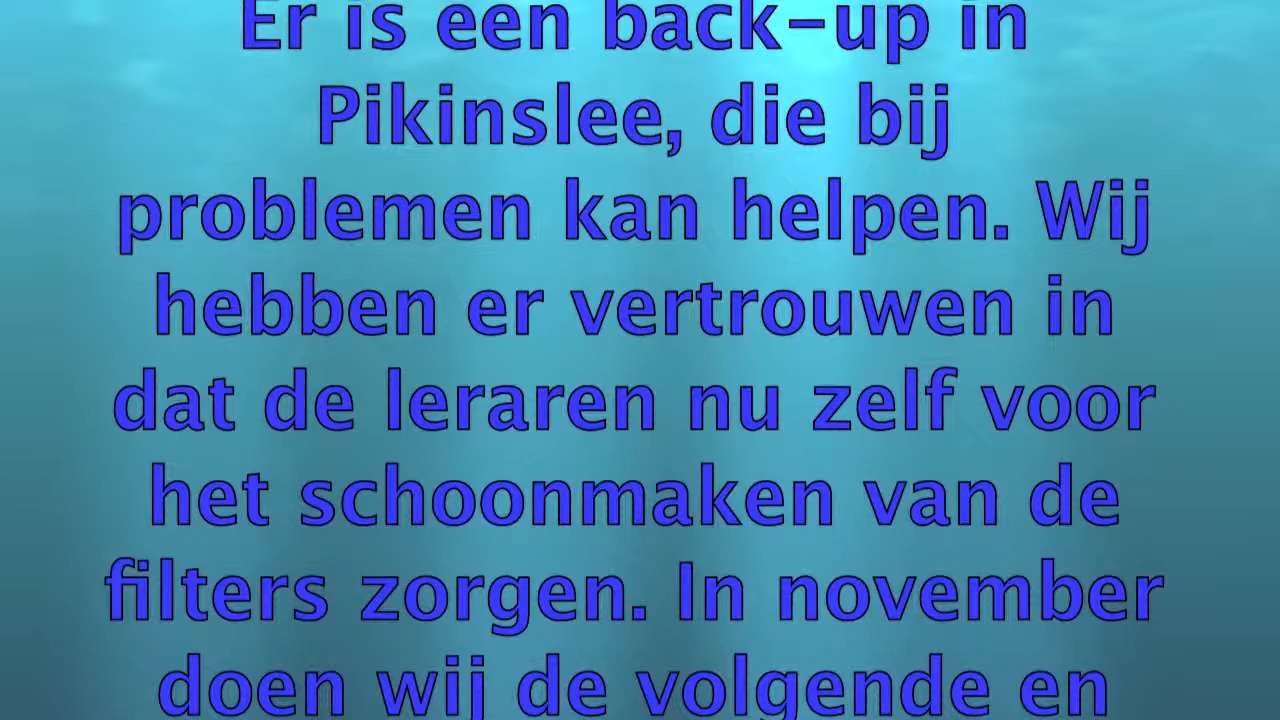 Er is een back-up in
Pikinslee, die bij
problemen kan helpen. Wij
hebben er vertrouwen in
dat de leraren nu zelf voor
het schoonmaken van de
filters zorgen. In november
doen wij de volgende en